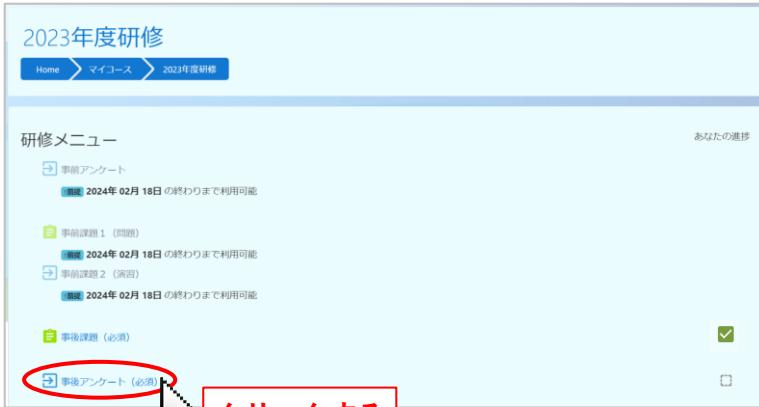 2023年度研修
Home マイコース 2023年度研修
研修メニュー
あなたの進捗
事前アンケート
2024年 02月 18日 の終わりまで利用可能
事前課題1 (問題)
2024年 02月 18日 の終わりまで利用可能
事前課題2 (演習)
2024年 02月 18日 の終わりまで利用可能
事後課題 (必須)
事後アンケート (必須)
クリックする